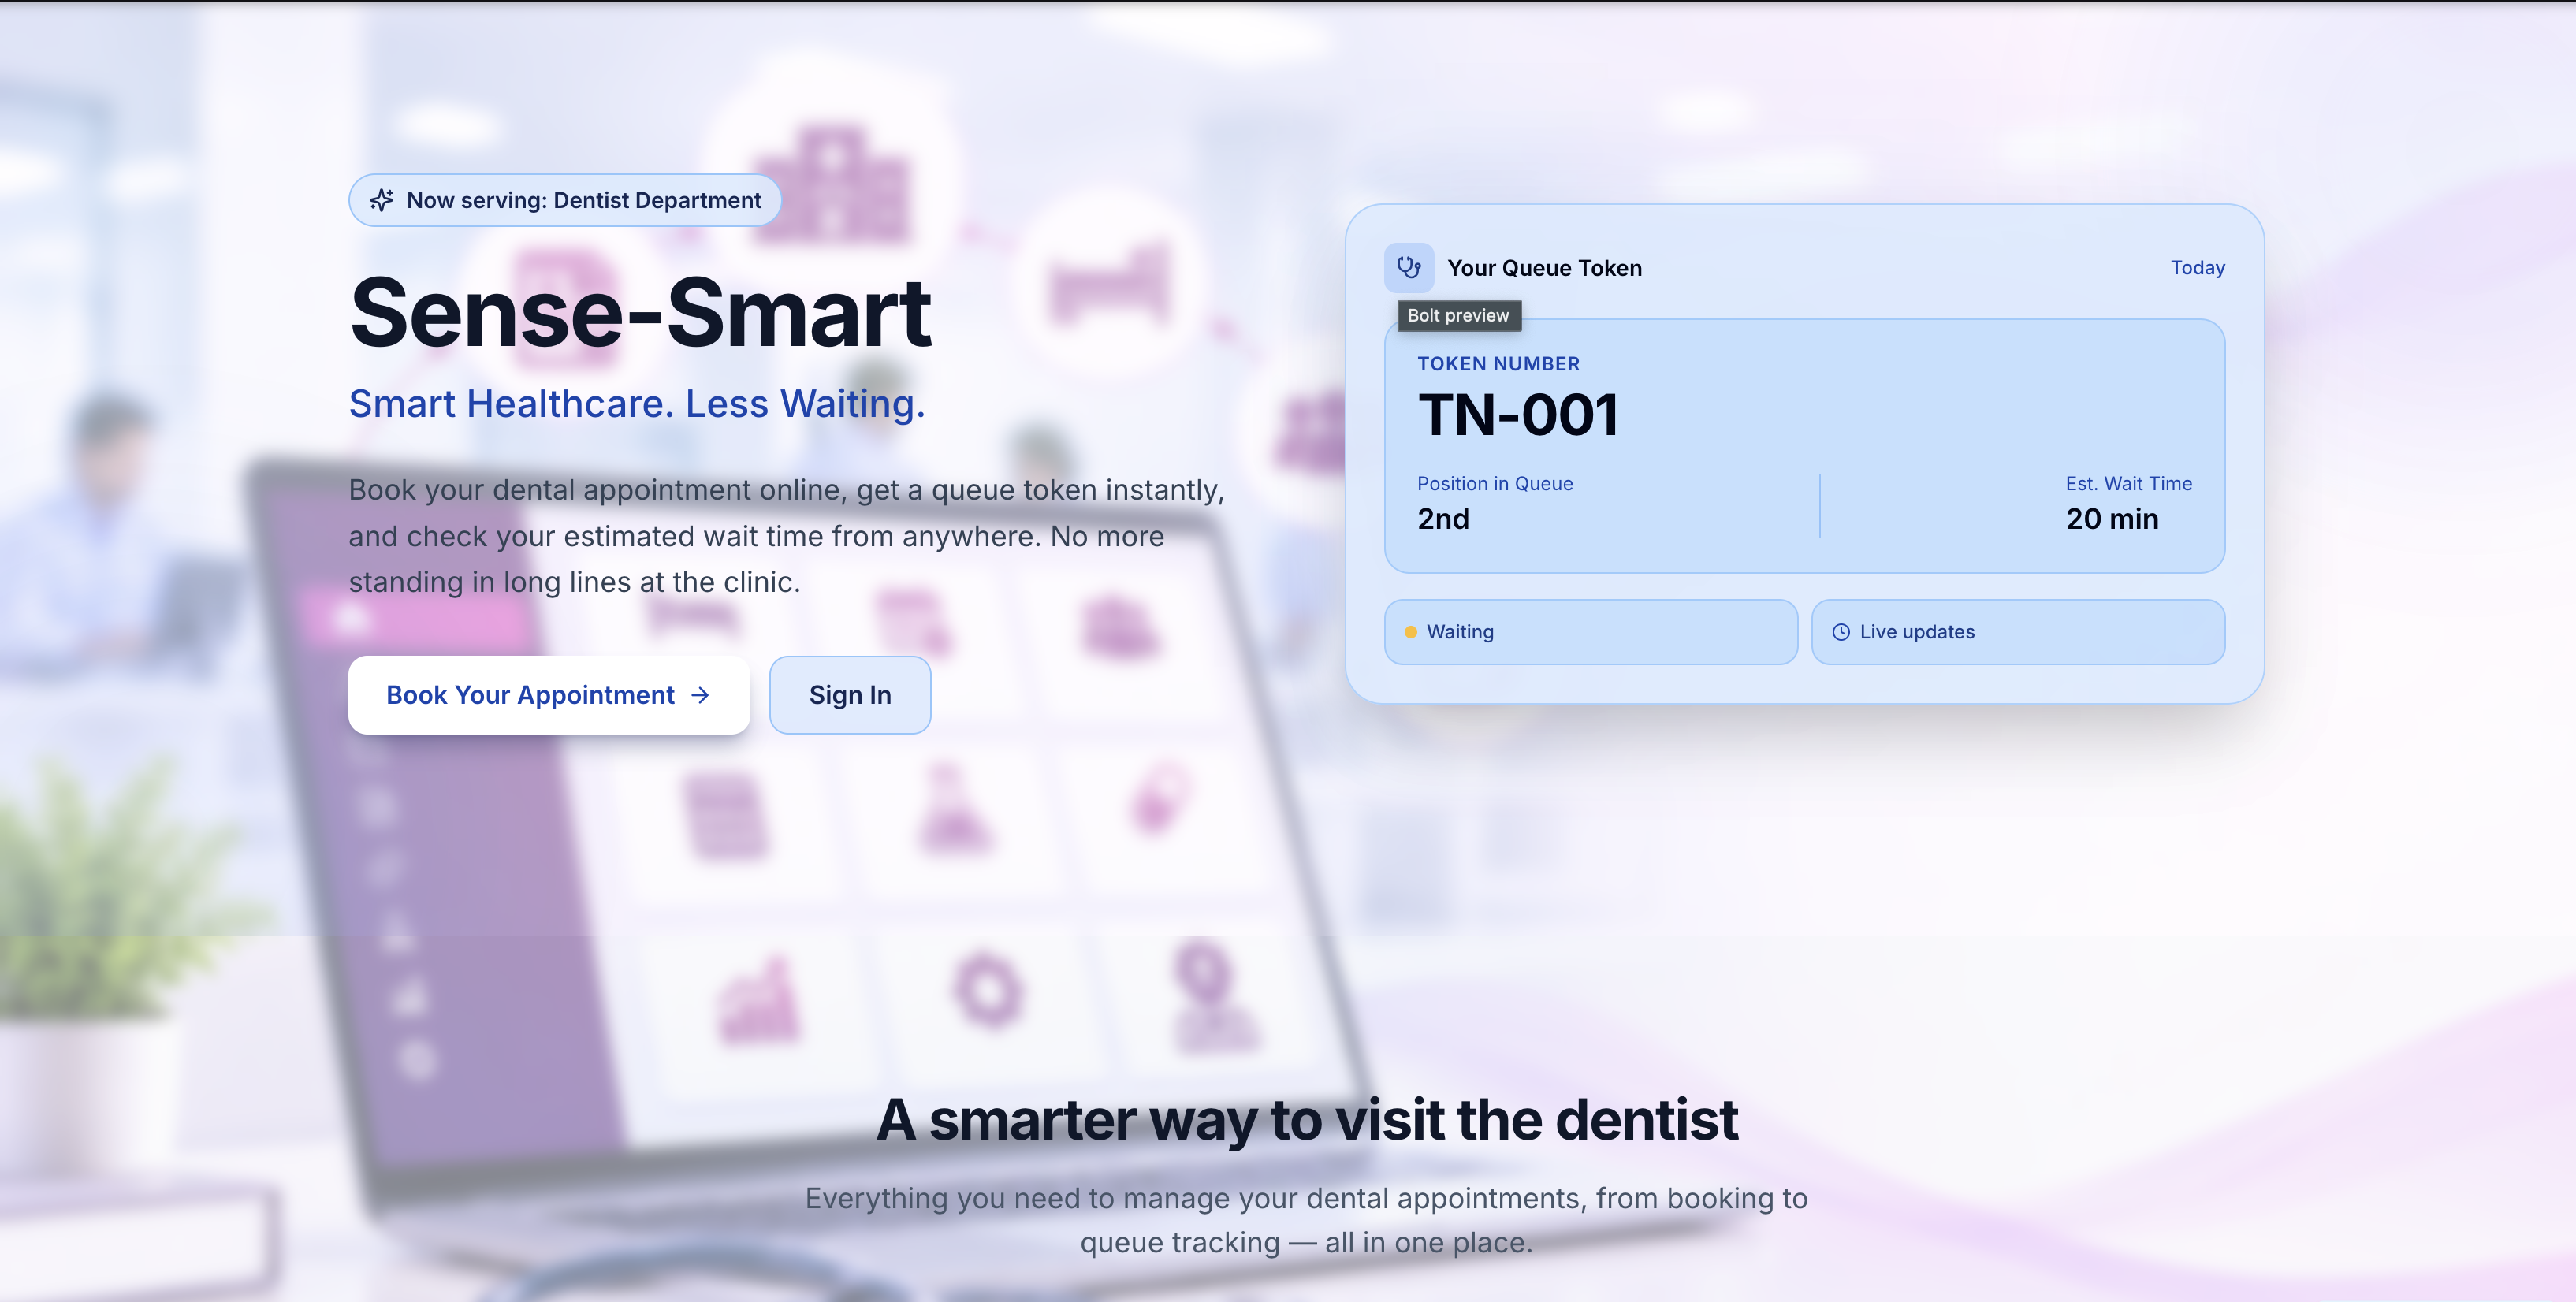 Now serving: Dentist Department
Sense-Smart
Smart Healthcare. Less Waiting.
Book your dental appointment online, get a queue token instantly,
and check your estimated wait time from anywhere. No more
standing in long lines at the clinic.
Book Your Appointment →
Sign In
Your Queue Token
Today
Bolt preview
TOKEN NUMBER
TN-001
Position in Queue
2nd
Est. Wait Time
20 min
Waiting
Live updates
A smarter way to visit the dentist
Everything you need to manage your dental appointments, from booking to
queue tracking — all in one place.